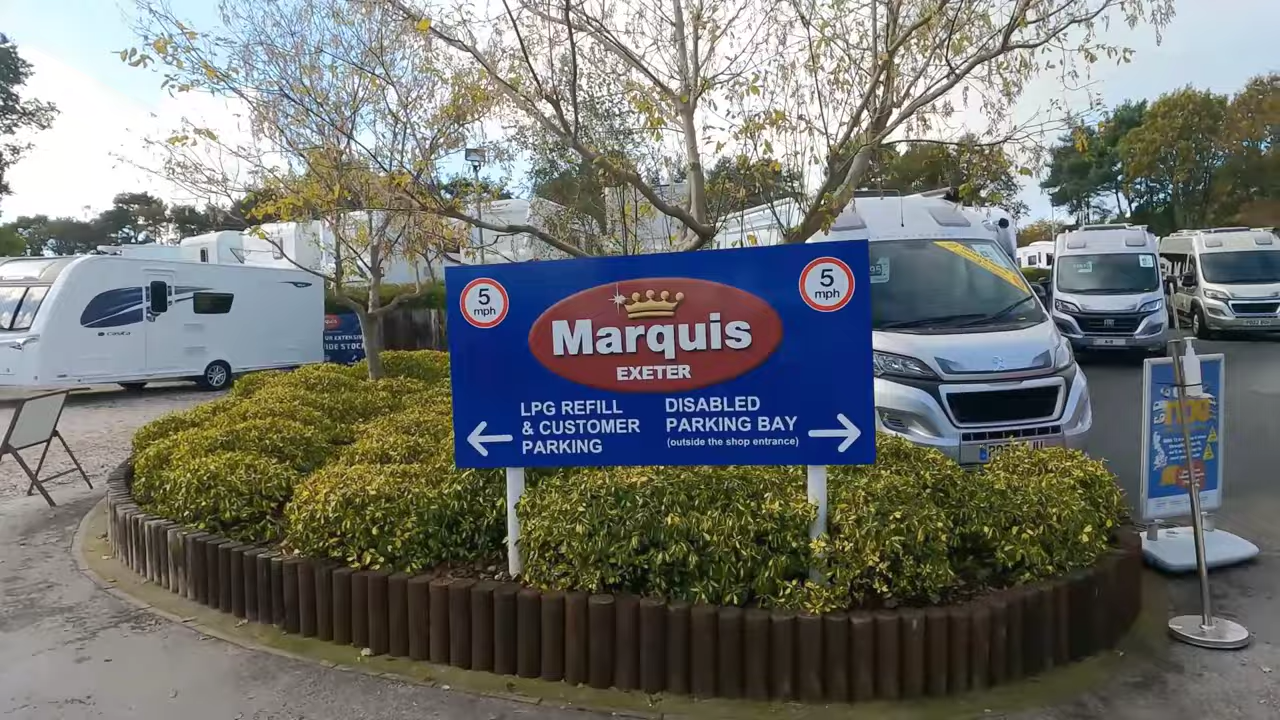 5
mph
5
mph
Marquis
EXETER
LPG REFILL
& CUSTOMER
PARKING
DISABLED
PARKING BAY
(outside the shop entrance)